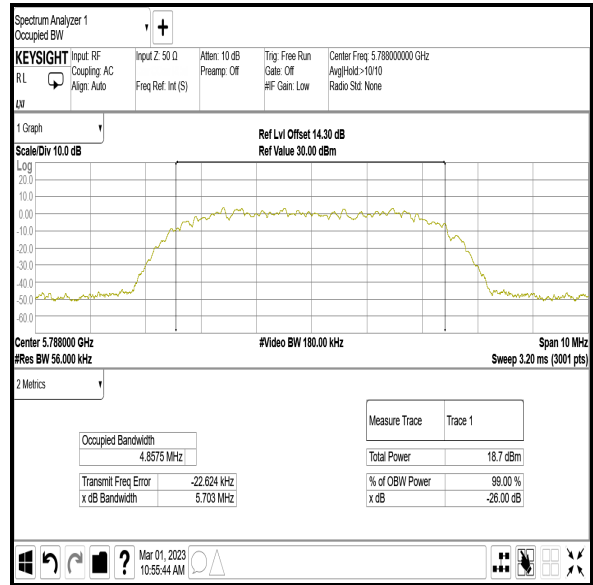 Spectrum Analyzer 1
Occupied BW
KEYSIGHT
RL
LXI
Input: RF
Coupling: AC
Align: Auto
Input Z: 50 Ω
Freq Ref: Int (S)
Atten: 10 dB
Preamp: Off
Trig: Free Run
Gate: Off
#IF Gain: Low
Center Freq: 5.788000000 GHz
Avg|Hold:>10/10
Radio Std: None
1 Graph
Scale/Div 10.0 dB
Ref Lvl Offset 14.30 dB
Ref Value 30.00 dBm
Log
20.0
10.0
0.00
-10.0
-20.0
-30.0
-40.0
-50.0
-60.0
Center 5.788000 GHz
#Res BW 56.000 kHz
#Video BW 180.00 kHz
Span 10 MHz
Sweep 3.20 ms (3001 pts)
2 Metrics
Occupied Bandwidth
4.8575 MHz
Transmit Freq Error -22.624 kHz
x dB Bandwidth 5.703 MHz
Measure Trace Trace 1
Total Power 18.7 dBm
% of OBW Power 99.00 %
x dB -26.00 dB
?
Mar 01, 2023
10:55:44 AM